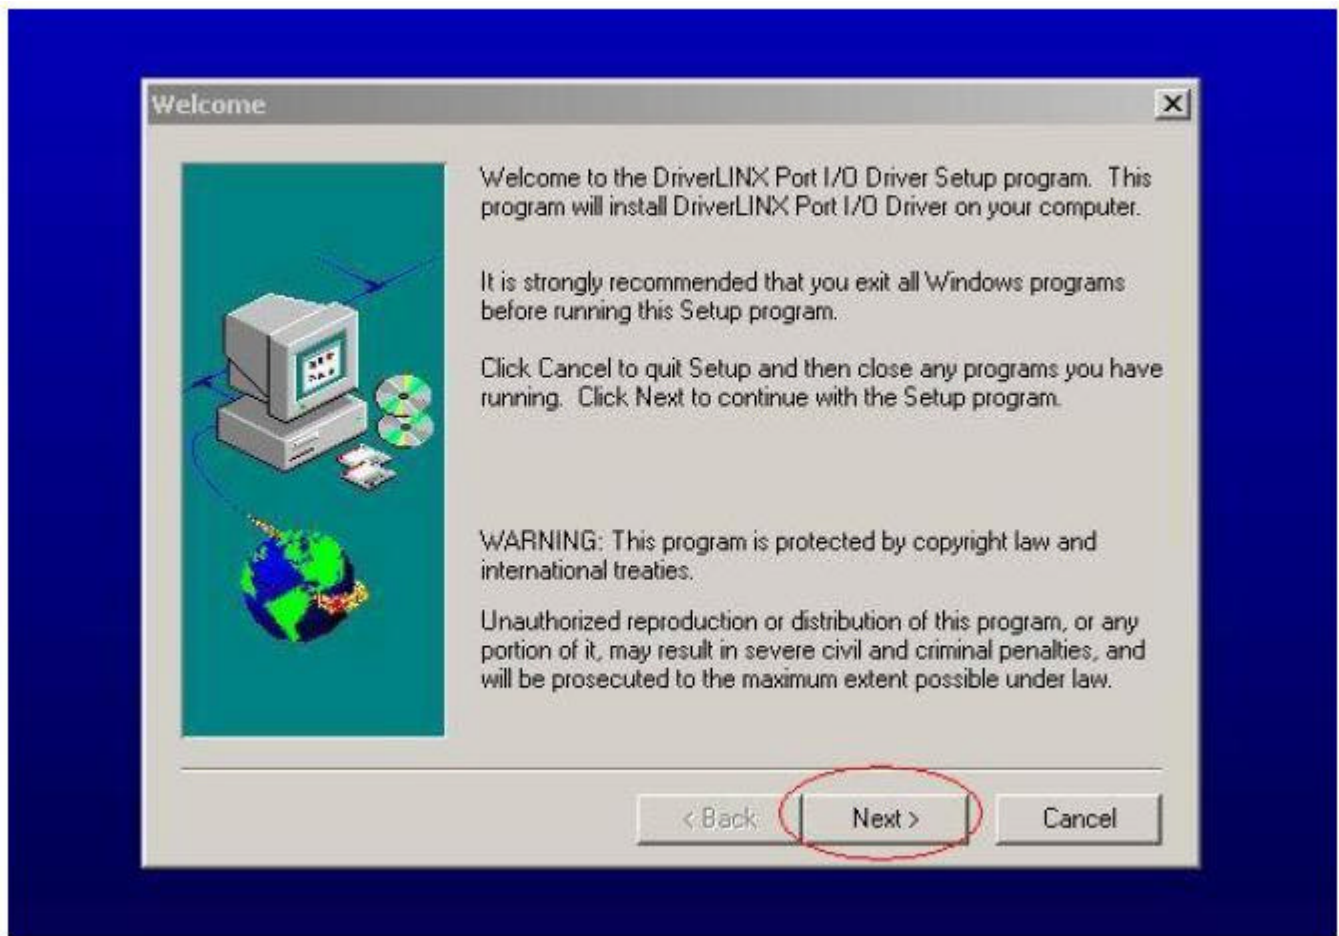 Welcome
Welcome to the DriverLINX Port I/O Driver Setup program.  This
program will install DriverLINX Port I/O Driver on your computer.
It is strongly recommended that you exit all Windows programs
before running this Setup program.
Click Cancel to quit Setup and then close any programs you have
running.  Click Next to continue with the Setup program.
WARNING: This program is protected by copyright law and
international treaties.
Unauthorized reproduction or distribution of this program, or any
portion of it, may result in severe civil and criminal penalties, and
will be prosecuted to the maximum extent possible under law.
< Back
Next >
Cancel